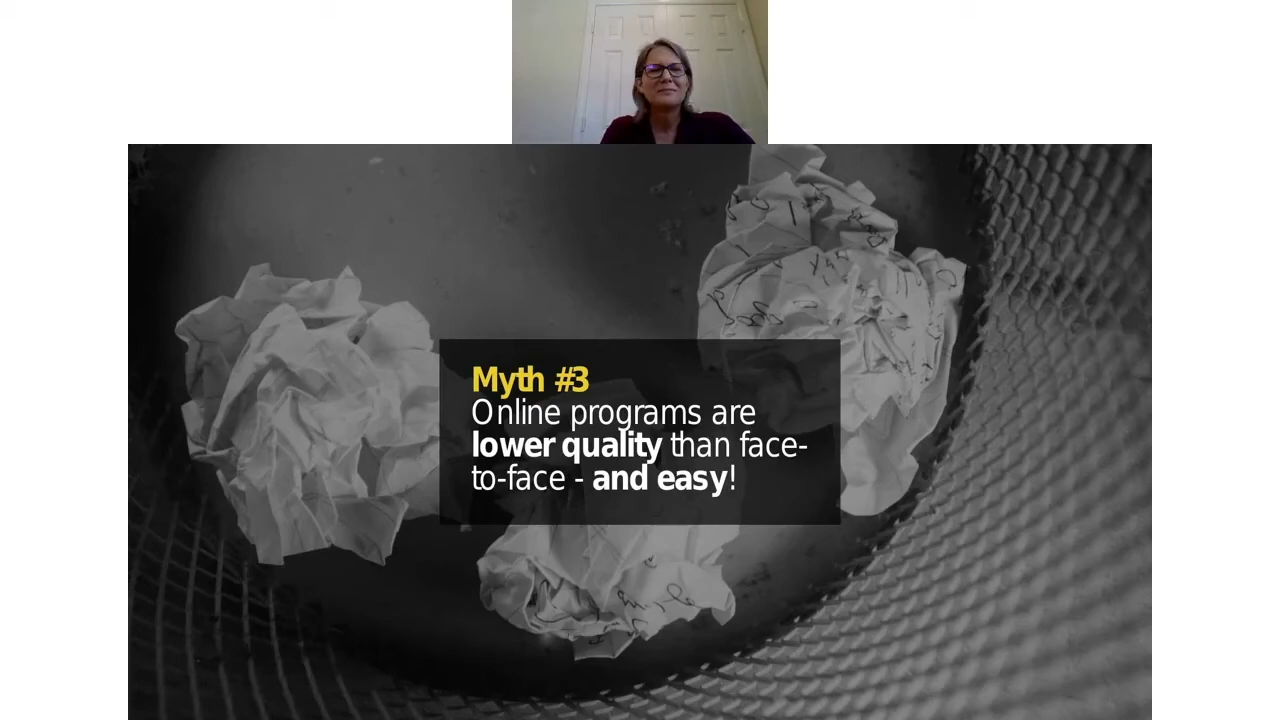 Myth #3
Online programs are
lower quality than face-
to-face - and easy!